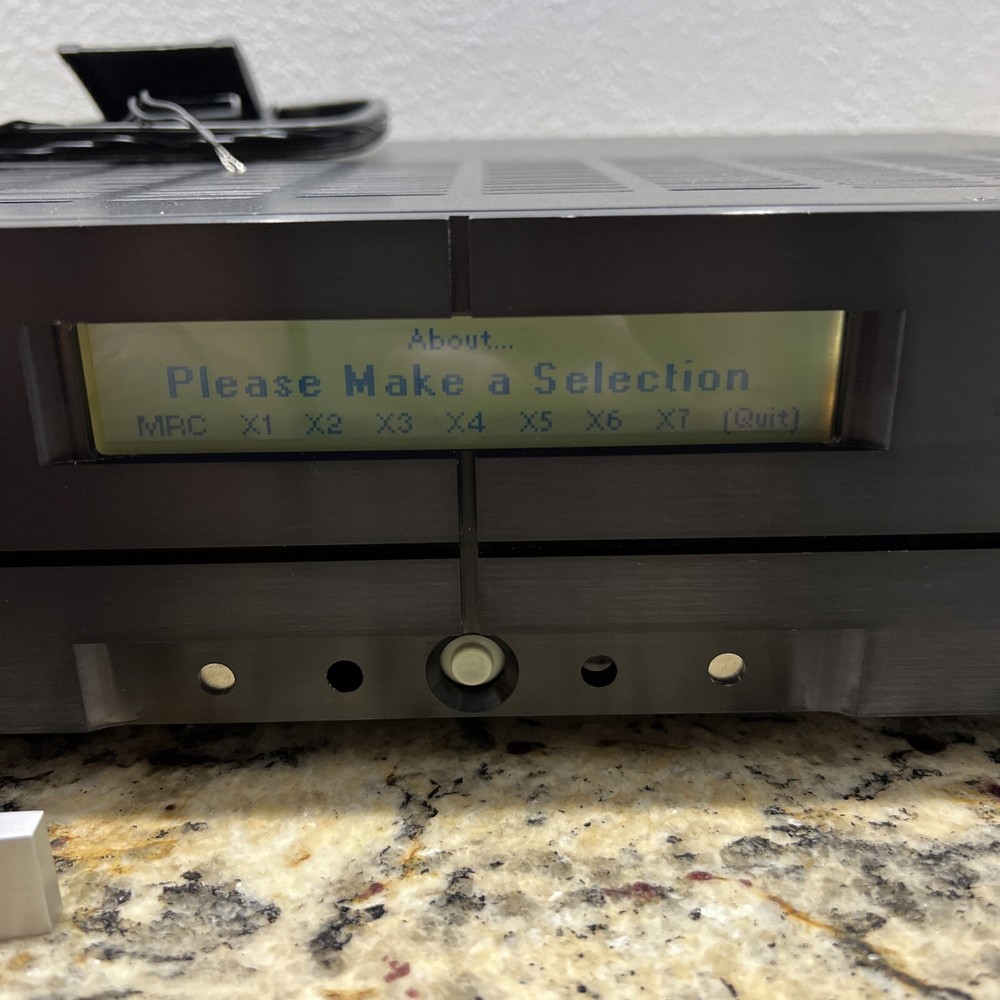 About...
Please Make a Selection
MRC X1 X2 X3 X4 X5 X6 X7 (Quit)